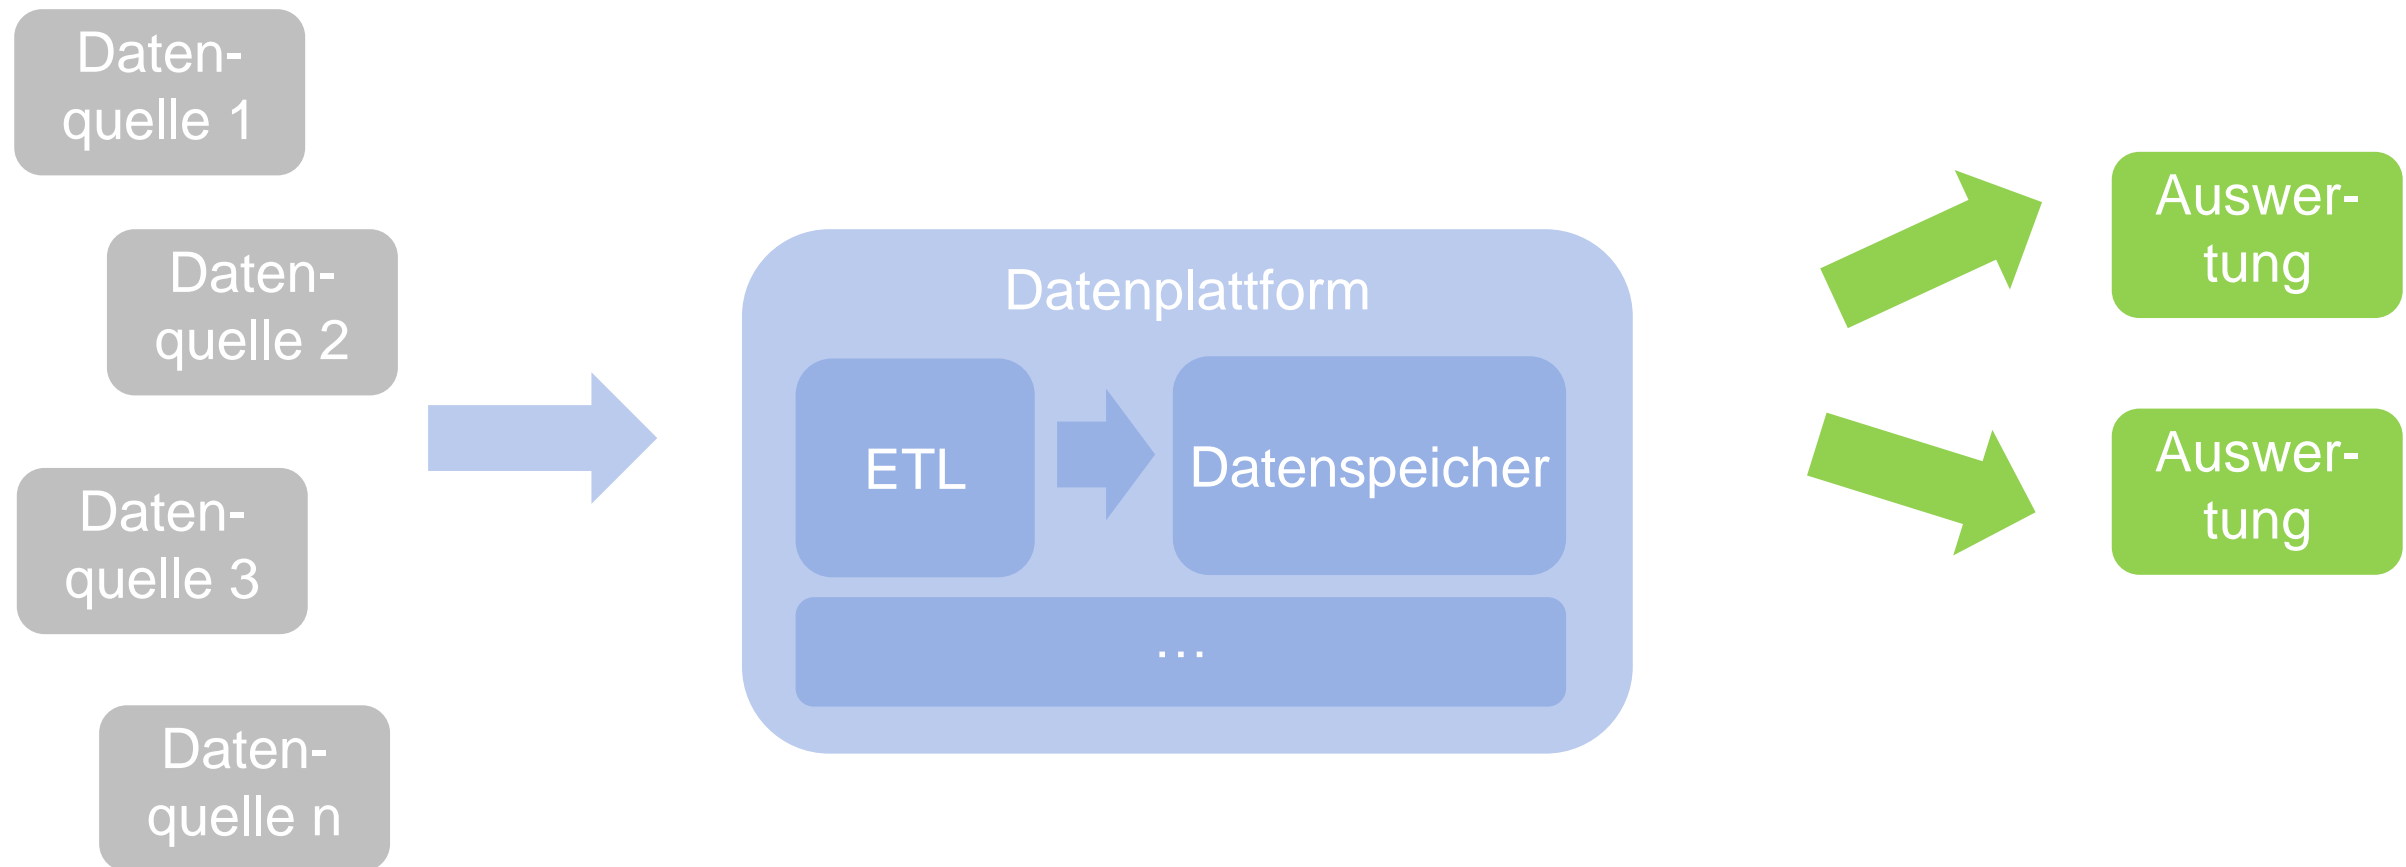 Daten-
quelle 1
Daten-
quelle 2
Daten-
quelle 3
Daten-
quelle n
Datenplattform
ETL
Datenspeicher
...
Auswer-
tung
Auswer-
tung